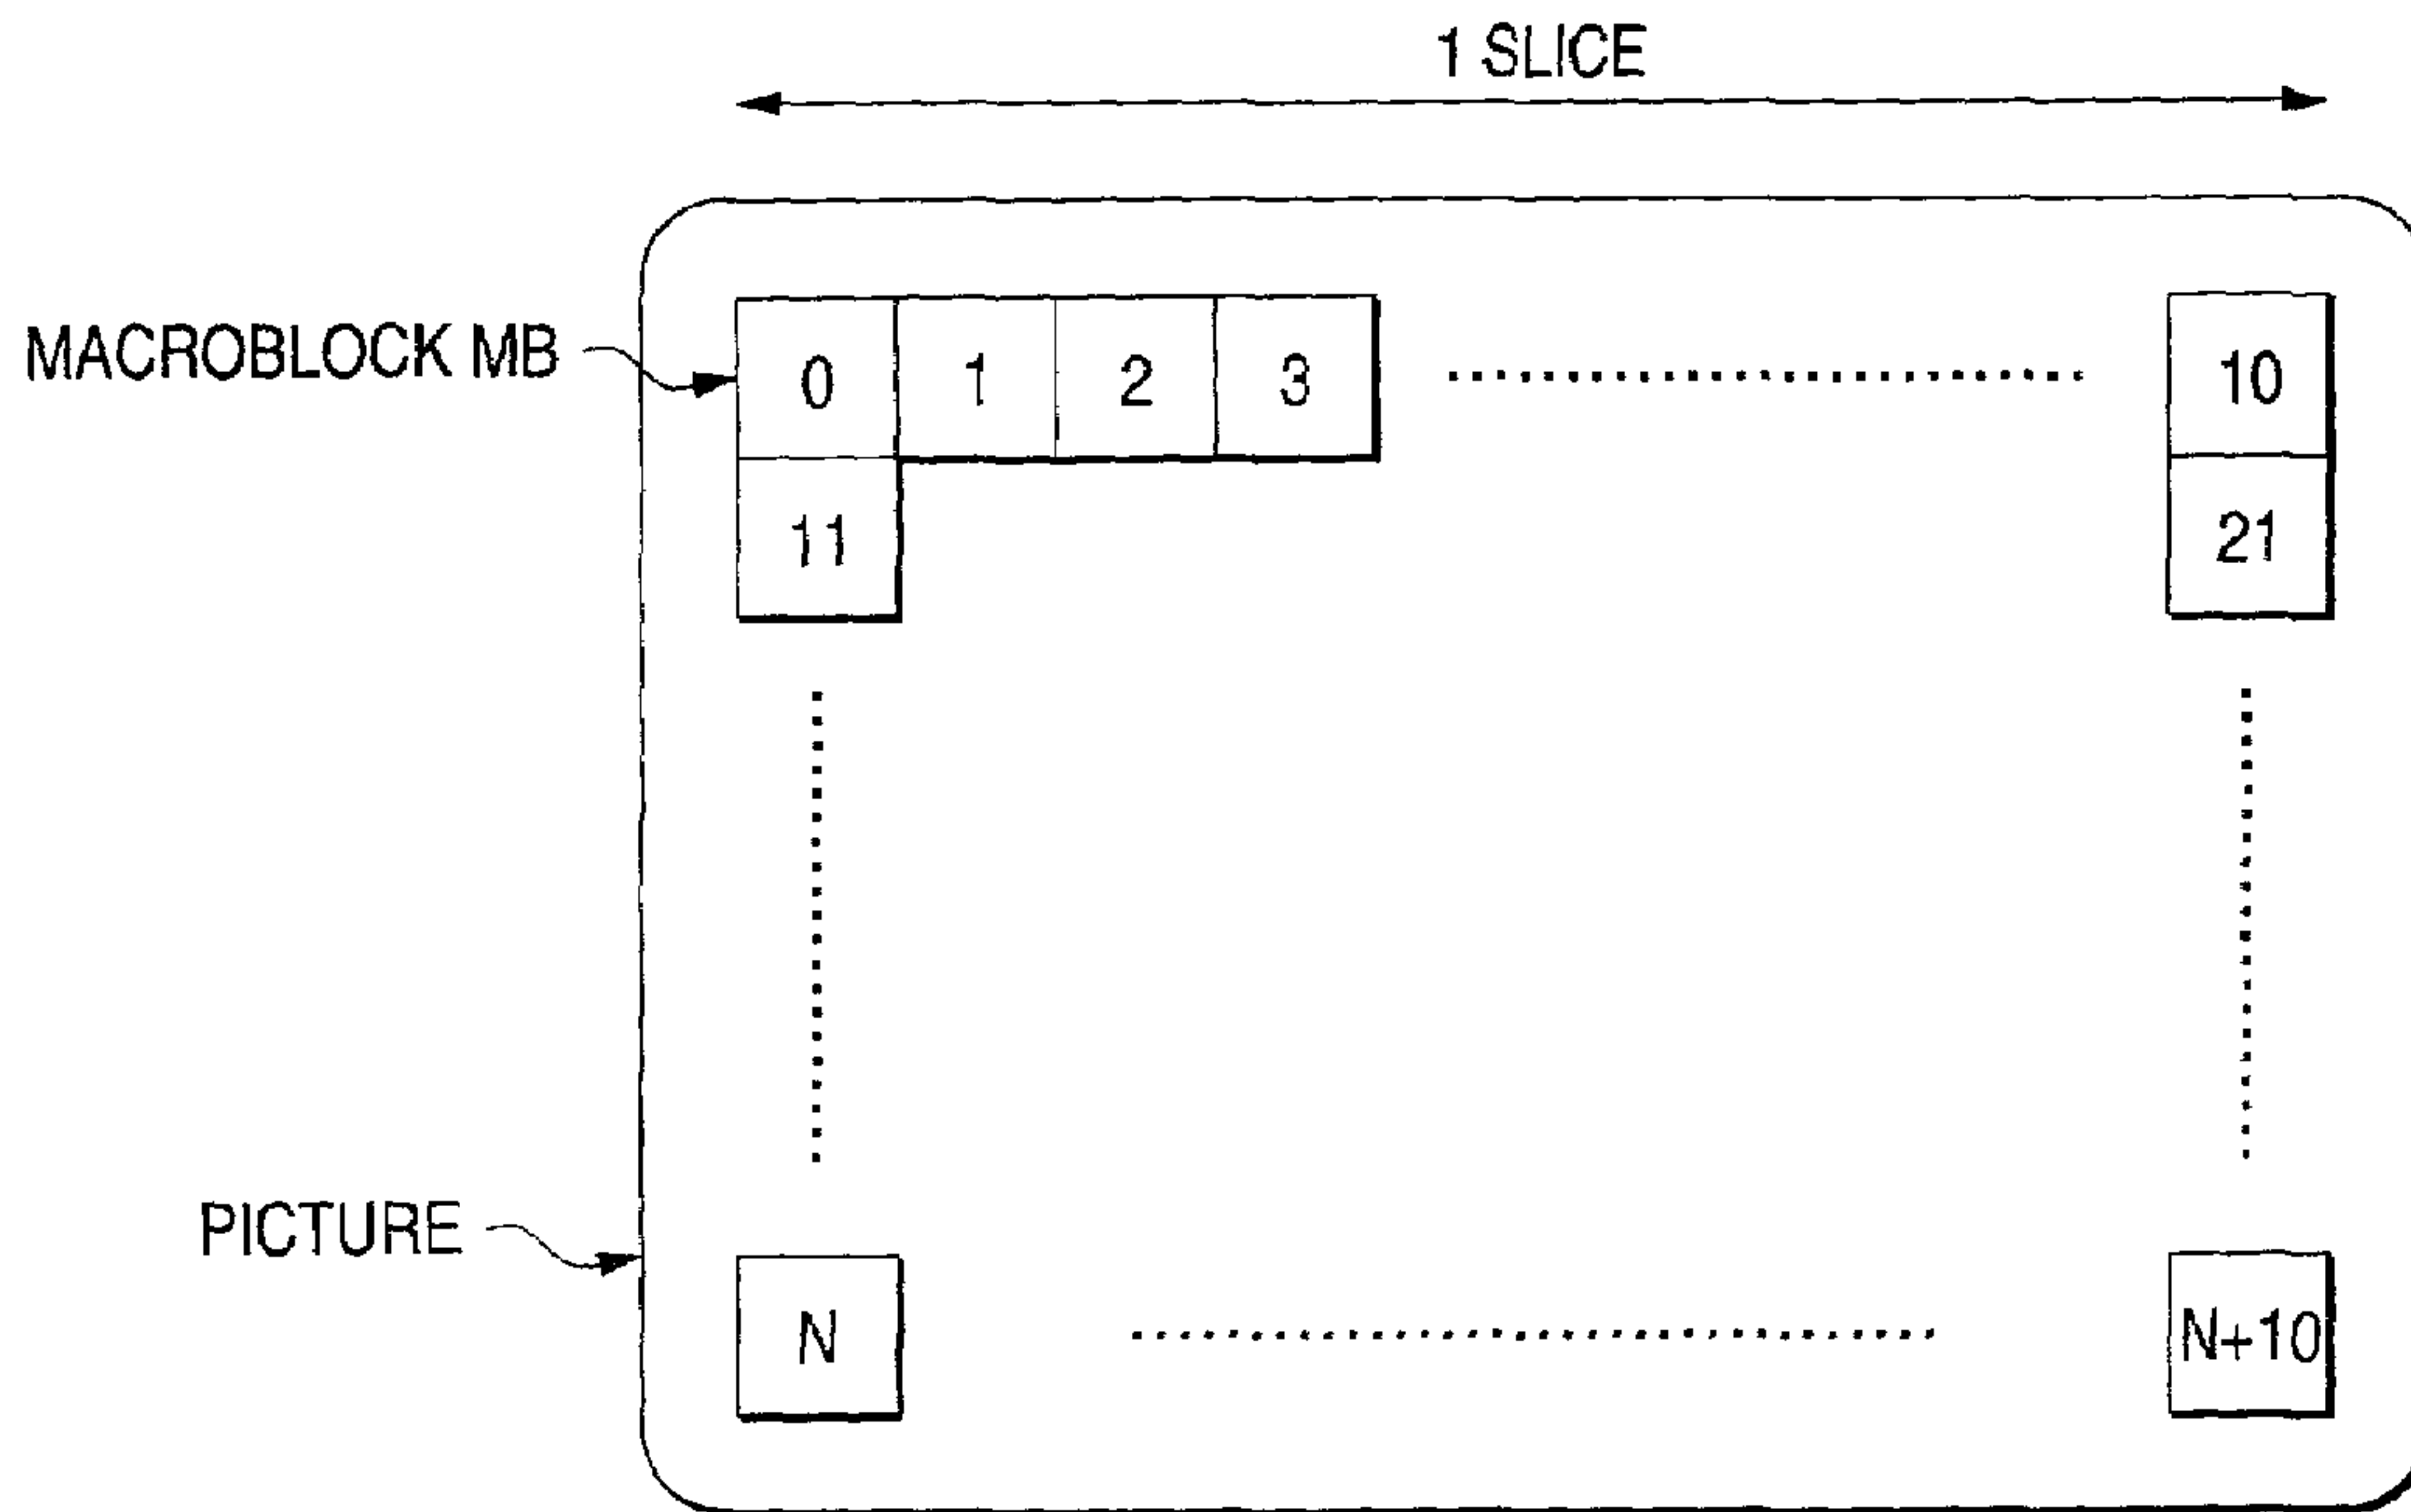 1 SLICE
MACROBLOCK MB
0 1 2 3 10
11 21
PICTURE
N N+10